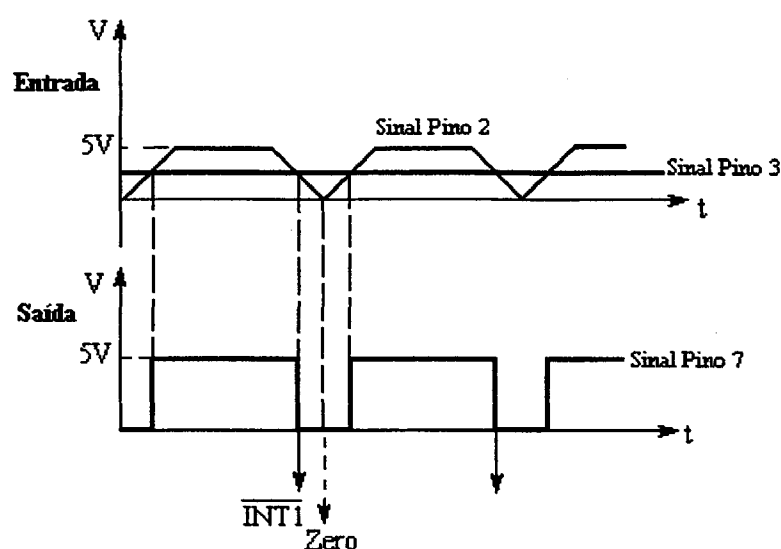 V
Entrada
5V
Sinal Pino 2
Sinal Pino 3
t
V
Saída
5V
Sinal Pino 7
t
INT1
Zero